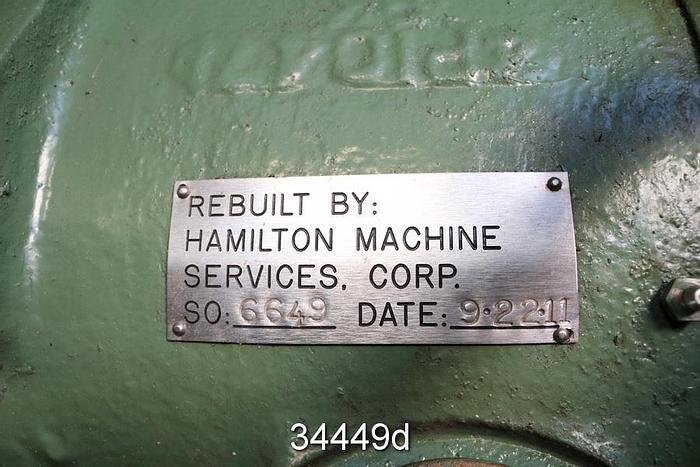 REBUILT BY:
HAMILTON MACHINE
SERVICES, CORP.
SO: 6649 DATE: 9·22·11
34449d